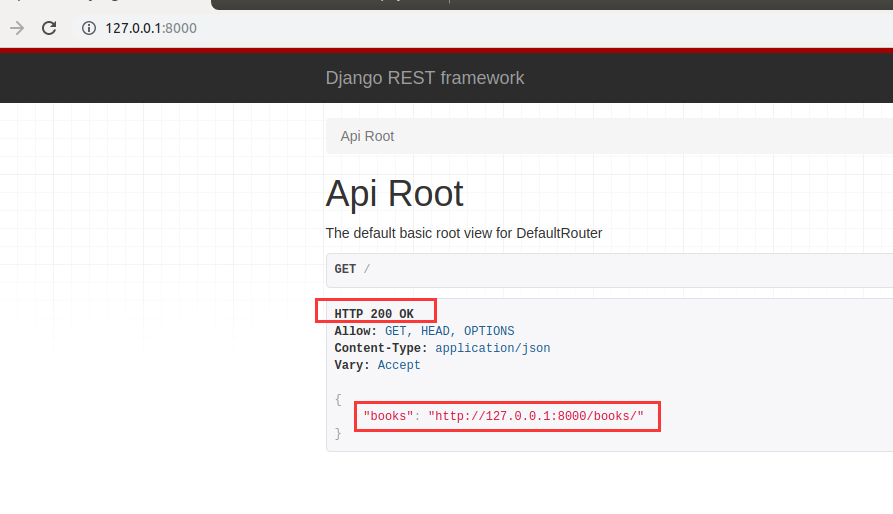 127.0.0.1:8000
Django REST framework
Api Root
Api Root
The default basic root view for DefaultRouter
GET /
HTTP 200 OK
Allow: GET, HEAD, OPTIONS
Content-Type: application/json
Vary: Accept
{
"books": "http://127.0.0.1:8000/books/"
}